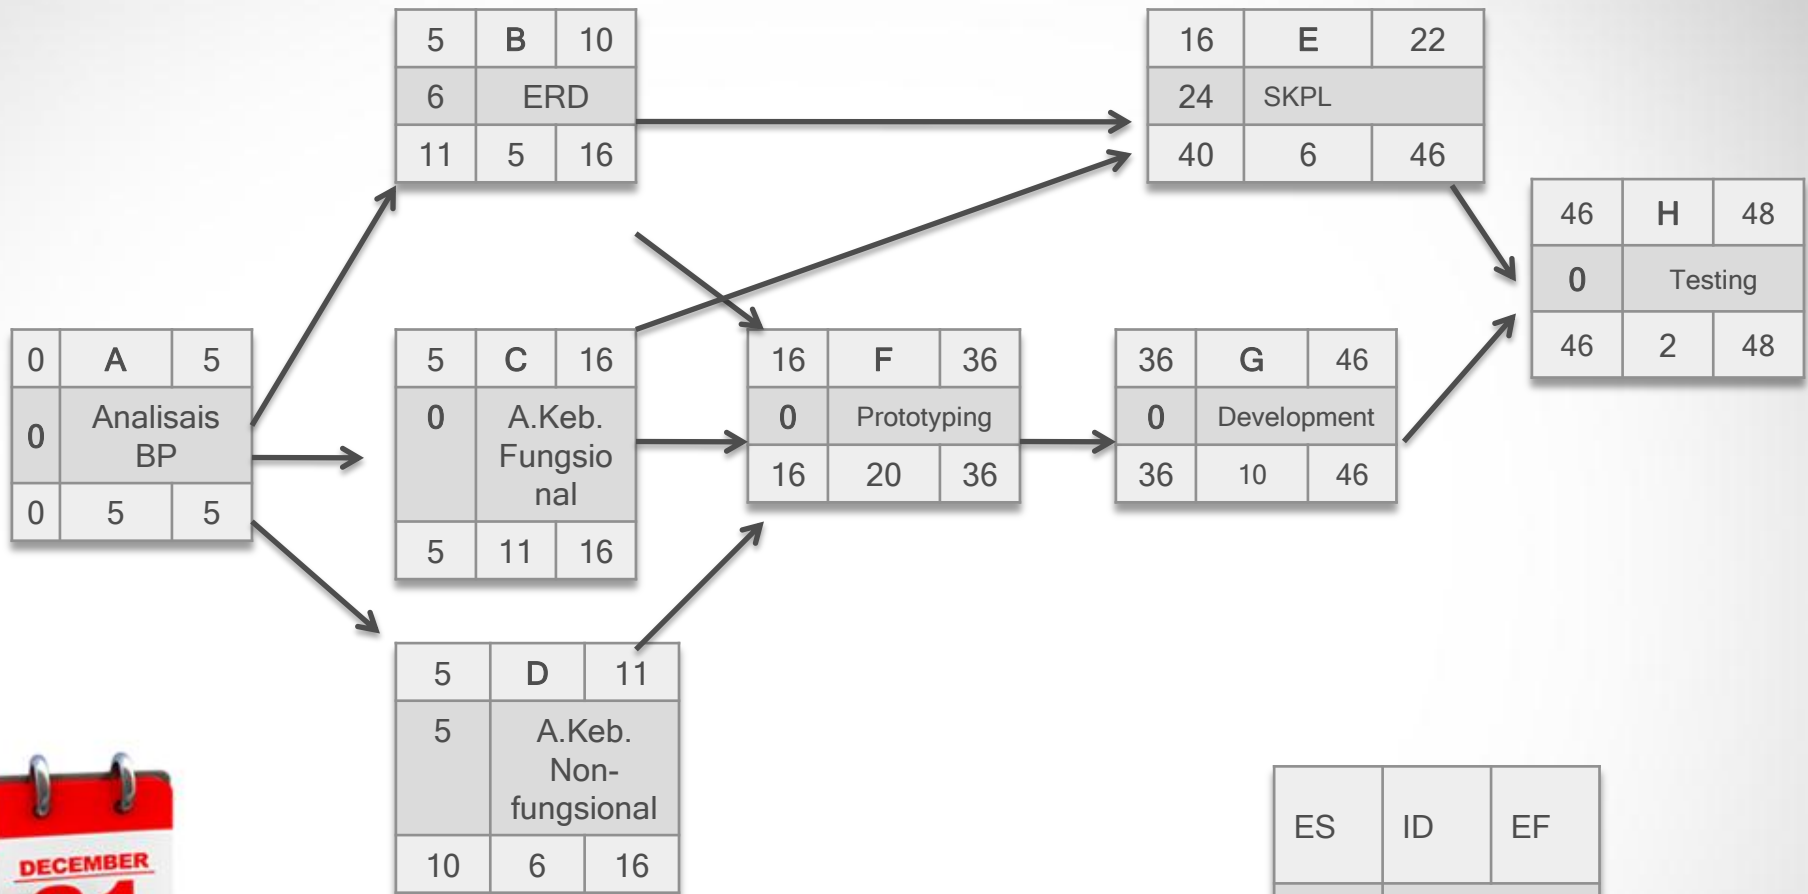 5 B 10
6 ERD
11 5 16
16 E 22
24 SKPL
40 6 46
46 H 48
0 Testing
46 2 48
0 A 5
0 Analisais
BP
0 5 5
5 C 16
0 A.Keb.
Fungsio
nal
5 11 16
16 F 36
0 Prototyping
16 20 36
36 G 46
0 Development
36 10 46
5 D 11
5 A.Keb.
Non-
fungsional
10 6 16
DECEMBER
ES ID EF